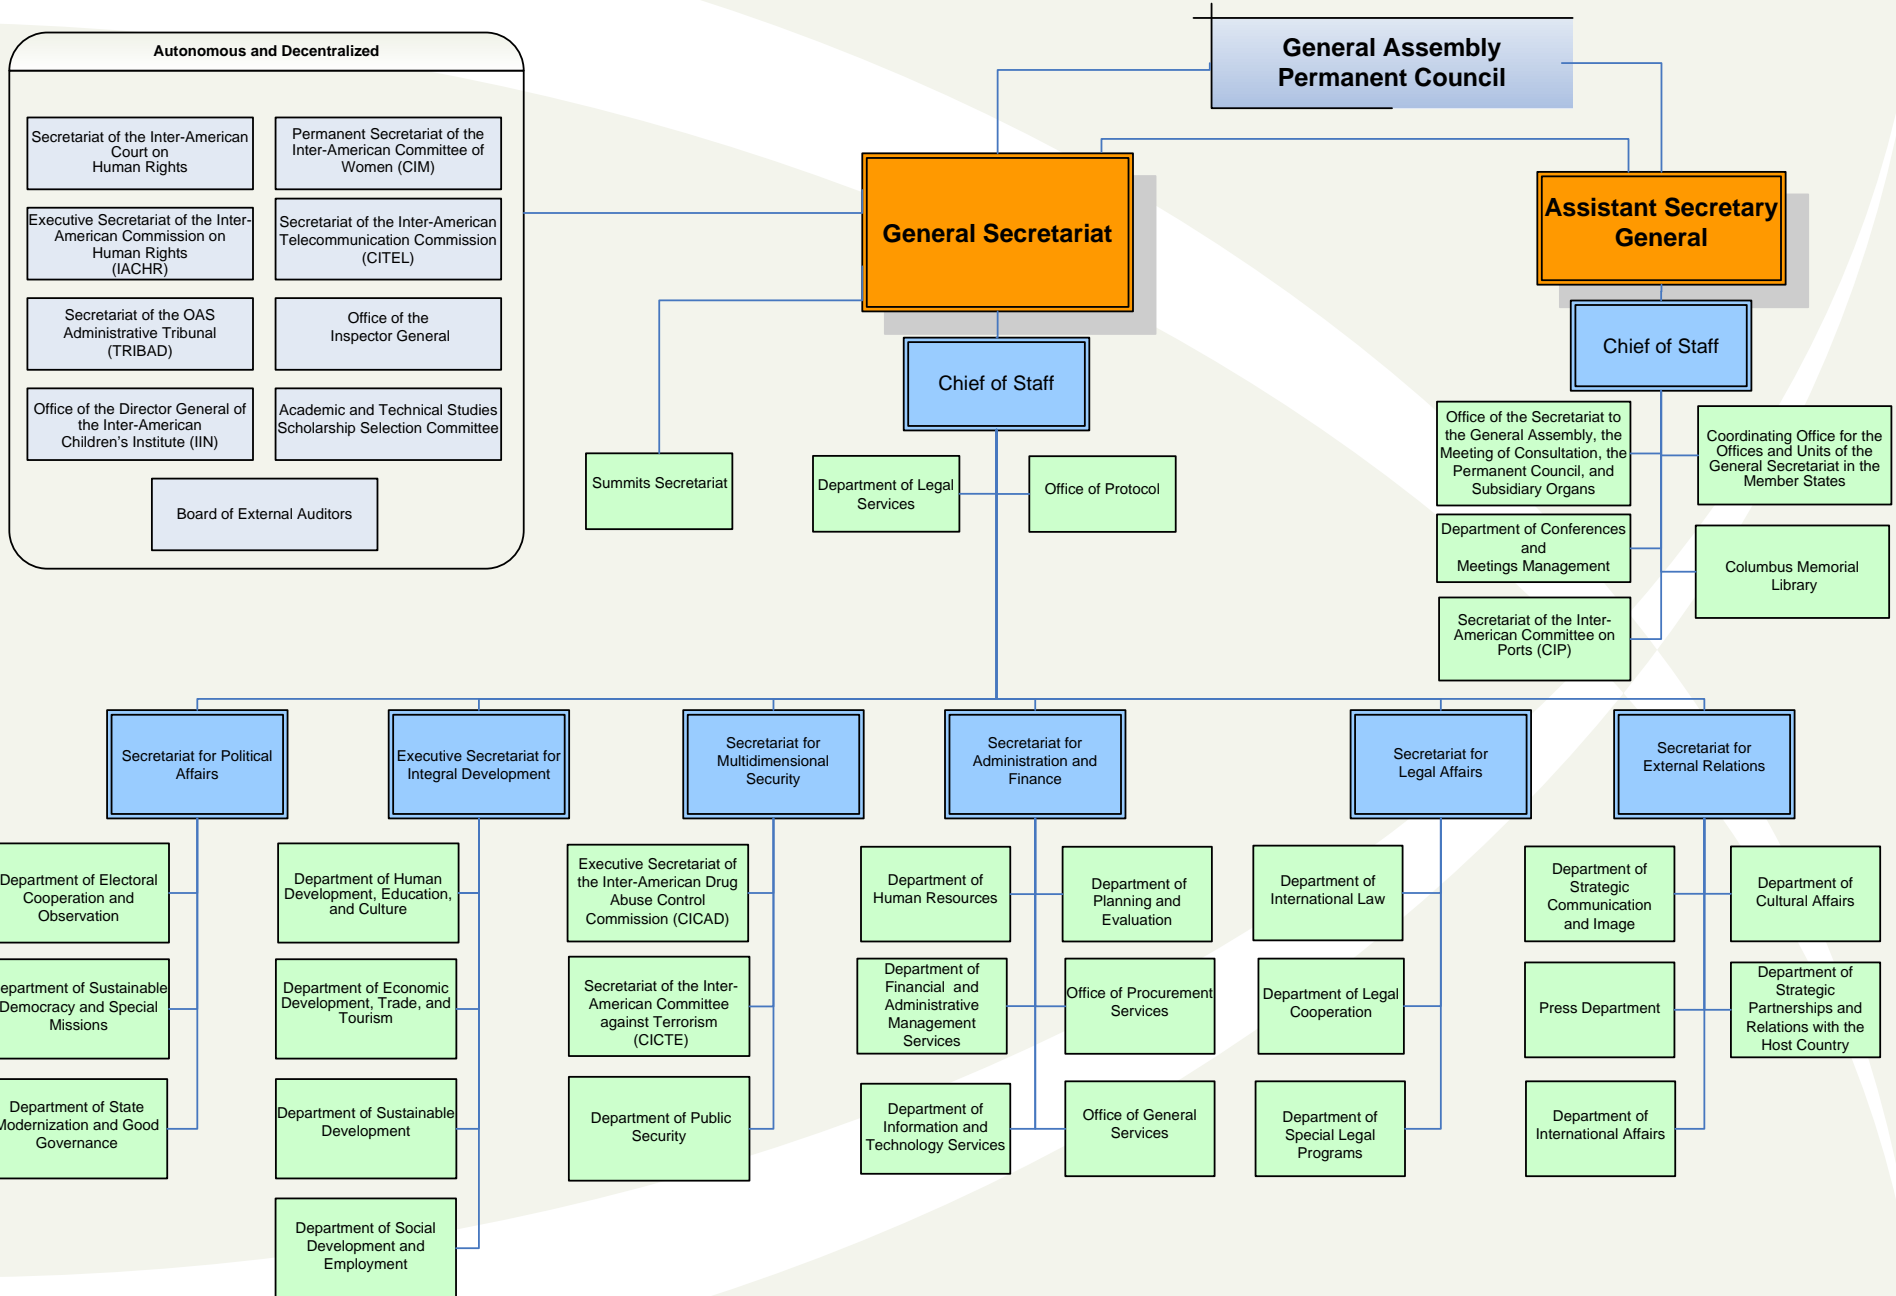 Autonomous and Decentralized
Secretariat of the Inter-American
Court on
Human Rights
Permanent Secretariat of the
Inter-American Committee of
Women (CIM)
Executive Secretariat of the Inter-
American Commission on
Human Rights
(IACHR)
Secretariat of the Inter-American
Telecommunication Commission
(CITEL)
Secretariat of the OAS
Administrative Tribunal
(TRIBAD)
Office of the
Inspector General
Office of the Director General of
the Inter-American
Children's Institute (IIN)
Academic and Technical Studies
Scholarship Selection Committee
Board of External Auditors
General Assembly
Permanent Council
General Secretariat
Assistant Secretary
General
Chief of Staff
Chief of Staff
Summits Secretariat
Department of Legal
Services
Office of Protocol
Office of the Secretariat to
the General Assembly, the
Meeting of Consultation, the
Permanent Council, and
Subsidiary Organs
Coordinating Office for the
Offices and Units of the
General Secretariat in the
Member States
Department of Conferences
and
Meetings Management
Columbus Memorial
Library
Secretariat of the Inter-
American Committee on
Ports (CIP)
Secretariat for Political
Affairs
Executive Secretariat for
Integral Development
Secretariat for
Multidimensional
Security
Secretariat for
Administration and
Finance
Secretariat for
Legal Affairs
Secretariat for
External Relations
Department of Electoral
Cooperation and
Observation
epartment of Sustainable
Democracy and Special
Missions
Department of State
Modernization and Good
Governance
Department of Human
Development, Education,
and Culture
Department of Economic
Development, Trade, and
Tourism
Department of Sustainable
Development
Department of Social
Development and
Employment
Executive Secretariat of
the Inter-American Drug
Abuse Control
Commission (CICAD)
Secretariat of the Inter-
American Committee
against Terrorism
(CICTE)
Department of Public
Security
Department of
Human Resources
Department of
Planning and
Evaluation
Department of
Financial and
Administrative
Management
Services
Office of Procurement
Services
Department of
Information and
Technology Services
Office of General
Services
Department of
International Law
Department of Legal
Cooperation
Department of
Special Legal
Programs
Department of
Strategic
Communication
and Image
Department of
Cultural Affairs
Press Department
Department of
Strategic
Partnerships and
Relations with the
Host Country
Department of
International Affairs